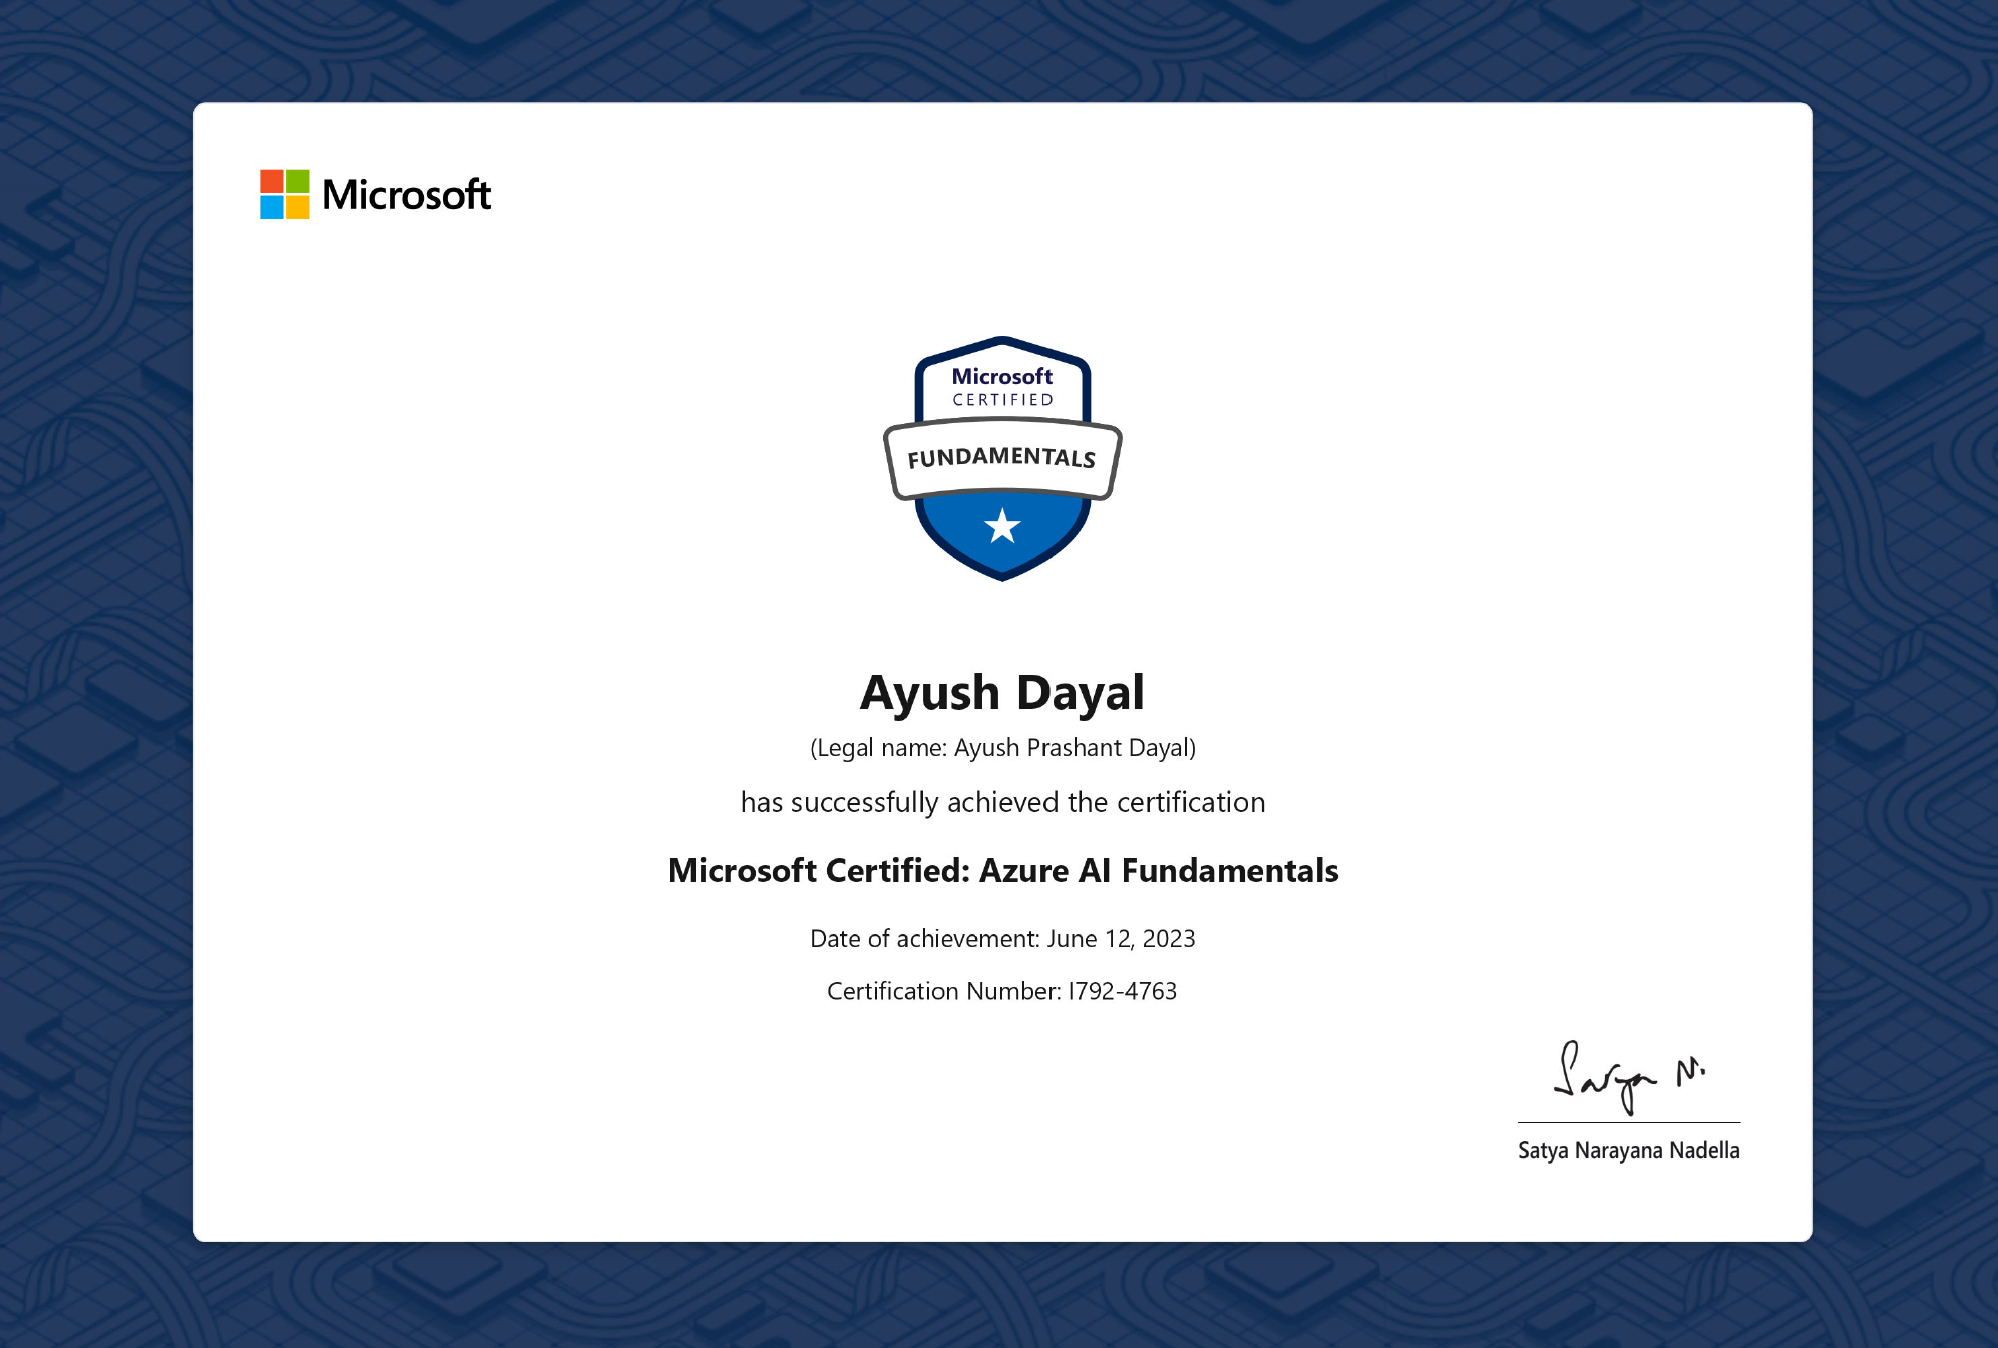 Microsoft
Microsoft
CERTIFIED
FUNDAMENTALS
Ayush Dayal
(Legal name: Ayush Prashant Dayal)
has successfully achieved the certification
Microsoft Certified: Azure AI Fundamentals
Date of achievement: June 12, 2023
Certification Number: I792-4763
Satya N.
Satya Narayana Nadella